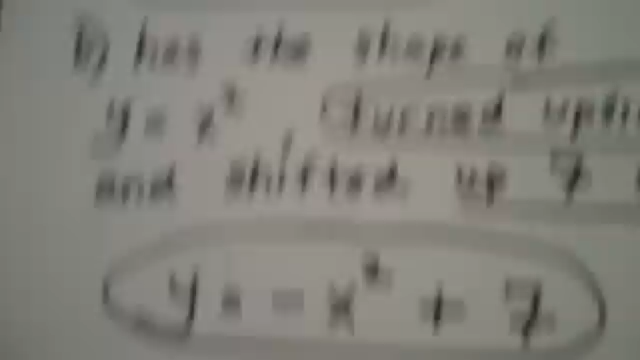 b) has the shape of
y = x² (Turned
and shifted up 7
y = -x² + 7